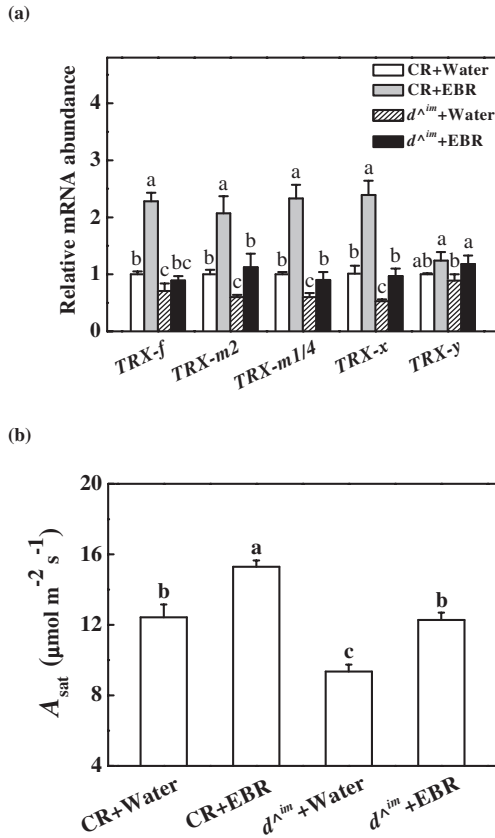 (a)
Relative mRNA abundance
4
2
1
0
CR+Water
CR+EBR
d^im+Water
d^im+EBR
b a c bc
b a c b
b a c b
b a c b
ab a b a
TRX-f
TRX-m2
TRX-m1/4
TRX-x
TRX-y
(b)
A sat (μmol m-2 s-1)
20
16
12
8
4
b
a
c
b
CR+Water
CR+EBR
d^im+Water
d^im+EBR